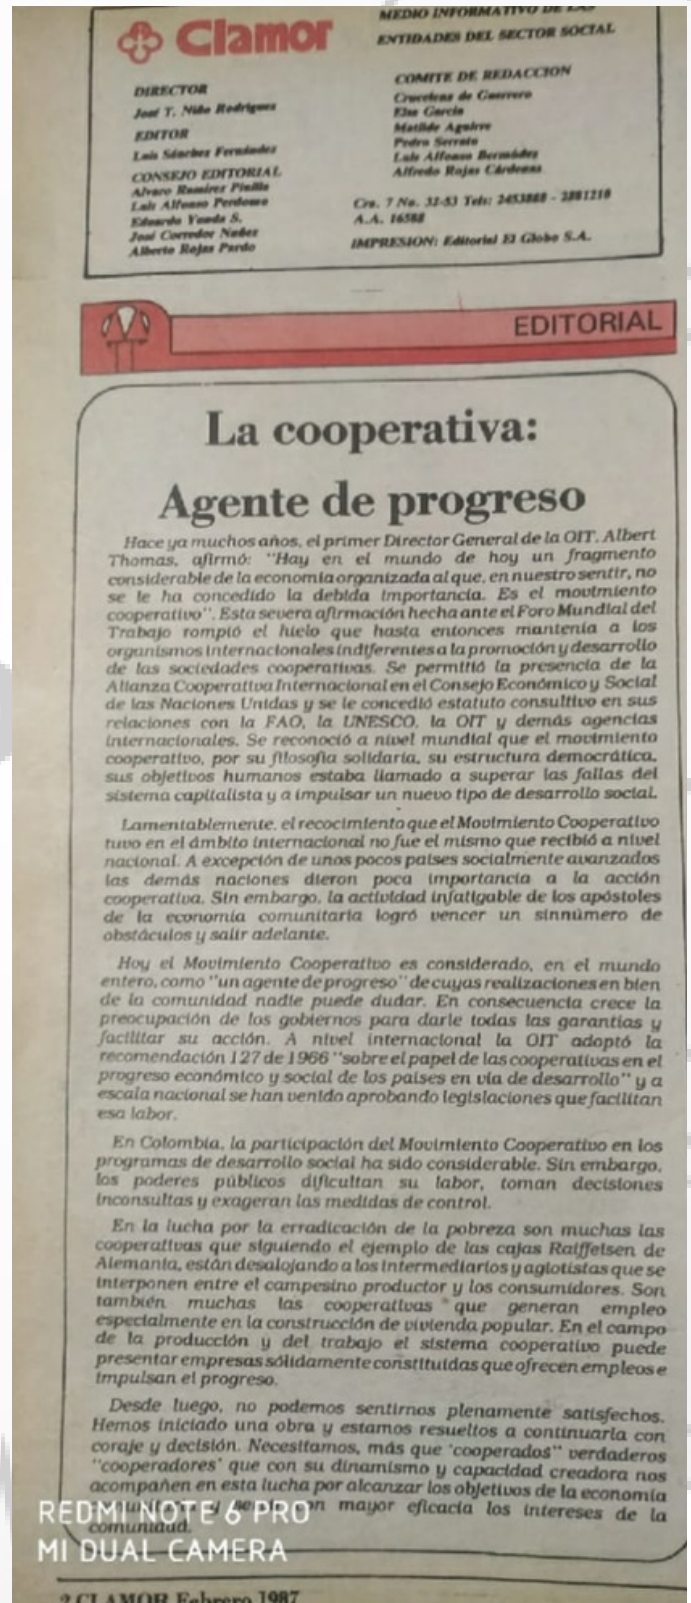 Clamor
MEDIO INFORMATIVO DE LAS
ENTIDADES DEL SECTOR SOCIAL
DIRECTOR
José T. Niño Rodríguez
EDITOR
Luis Sánchez Fernández
CONSEJO EDITORIAL
Alvaro Ramírez Pinilla
Luis Alfonso Perdomo
Eduardo Yanda S.
José Corredor Nuñez
Alberto Rojas Pardo
COMITE DE REDACCION
Crucelena de Guerrero
Elsa García
Matilde Aguirre
Pedro Serrato
Luis Alfonso Bermúdez
Alfredo Rojas Cárdenas
Cra. 7 No. 32-53 Tels: 2453888 - 2881210
A.A. 16588
IMPRESION: Editorial El Globo S.A.
EDITORIAL
La cooperativa:
Agente de progreso
Hace ya muchos años, el primer Director General de la OIT, Albert
Thomas, afirmó: "Hay en el mundo de hoy un fragmento
considerable de la economía organizada al que, en nuestro sentir, no
se le ha concedido la debida importancia. Es el movimiento
cooperativo". Esta severa afirmación hecha ante el Foro Mundial del
Trabajo rompió el hielo que hasta entonces mantenía a los
organismos internacionales indiferentes a la promoción y desarrollo
de las sociedades cooperativas. Se permitió la presencia de la
Alianza Cooperativa Internacional en el Consejo Económico y Social
de las Naciones Unidas y se le concedió estatuto consultivo en sus
relaciones con la FAO, la UNESCO, la OIT y demás agencias
internacionales. Se reconoció a nivel mundial que el movimiento
cooperativo, por su filosofía solidaria, su estructura democrática,
sus objetivos humanos estaba llamado a superar las fallas del
sistema capitalista y a impulsar un nuevo tipo de desarrollo social.
Lamentablemente, el recocimiento que el Movimiento Cooperativo
tuvo en el ámbito internacional no fue el mismo que recibió a nivel
nacional. A excepción de unos pocos países socialmente avanzados
las demás naciones dieron poca importancia a la acción
cooperativa. Sin embargo, la actividad infatigable de los apóstoles
de la economía comunitaria logró vencer un sinnúmero de
obstáculos y salir adelante.
Hoy el Movimiento Cooperativo es considerado, en el mundo
entero, como "un agente de progreso" de cuyas realizaciones en bien
de la comunidad nadie puede dudar. En consecuencia crece la
preocupación de los gobiernos para darle todas las garantías y
facilitar su acción. A nivel internacional la OIT adoptó la
recomendación 127 de 1966 "sobre el papel de las cooperativas en el
progreso económico y social de los países en vía de desarrollo" y a
escala nacional se han venido aprobando legislaciones que facilitan
esa labor.
En Colombia, la participación del Movimiento Cooperativo en los
programas de desarrollo social ha sido considerable. Sin embargo,
los poderes públicos dificultan su labor, toman decisiones
inconsultas y exageran las medidas de control.
En la lucha por la erradicación de la pobreza son muchas las
cooperativas que siguiendo el ejemplo de las cajas Raiffeisen de
Alemania, están desalojando a los intermediarios y agiotistas que se
interponen entre el campesino productor y los consumidores. Son
también muchas las cooperativas que generan empleo
especialmente en la construcción de vivienda popular. En el campo
de la producción y del trabajo el sistema cooperativo puede
presentar empresas sólidamente constituidas que ofrecen empleos e
impulsan el progreso.
Desde luego, no podemos sentirnos plenamente satisfechos.
Hemos iniciado una obra y estamos resueltos a continuarla con
coraje y decisión. Necesitamos, más que 'cooperados" verdaderos
"cooperadores' que con su dinamismo y capacidad creadora nos
acompañen en esta lucha por alcanzar los objetivos de la economía
y con mayor eficacia los intereses de la
comunidad.
REDMI NOTE 6 PRO
MI DUAL CAMERA
2 CLAMOR Febrero 1987